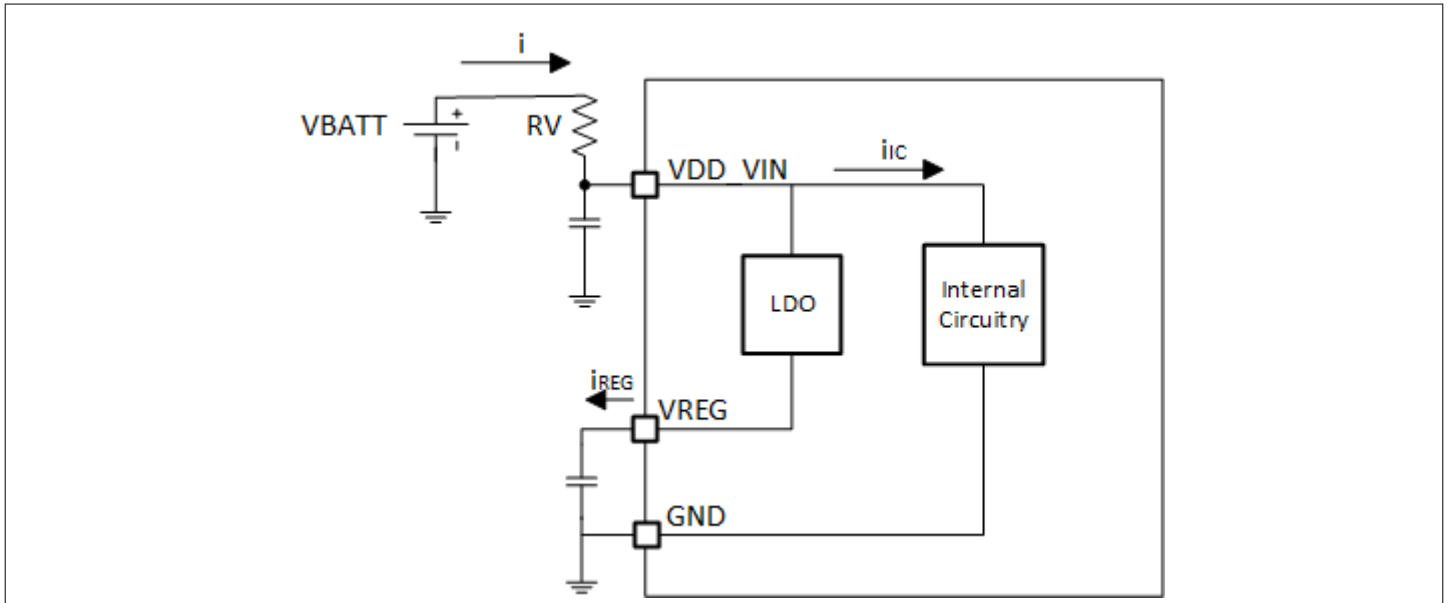 i
VBATT
+
-
RV
VDD_VIN
iIC
LDO
Internal
Circuitry
iREG
VREG
GND